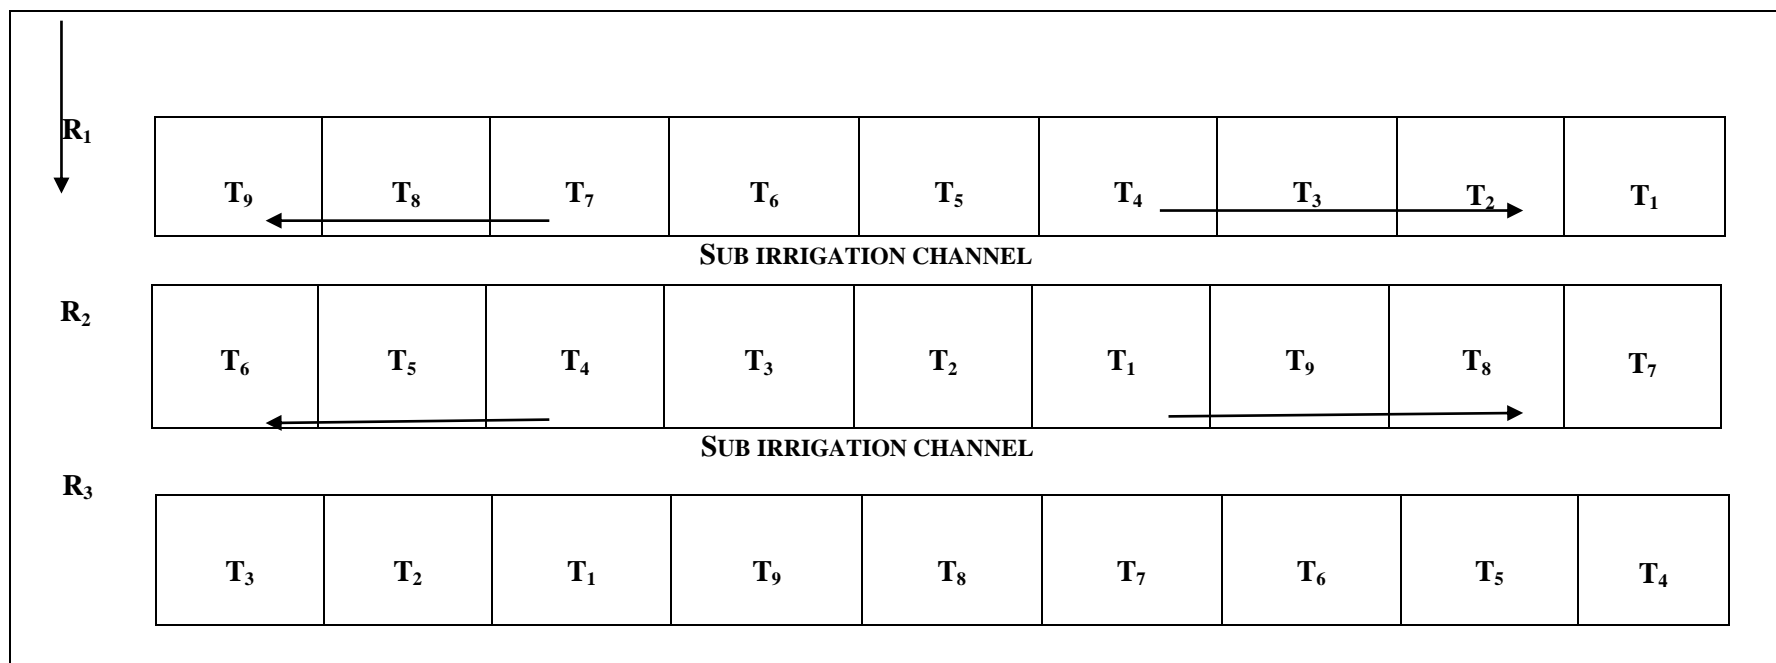 R₁
T₉ T₈ T₇ T₆ T₅ T₄ T₃ T₂ T₁
SUB IRRIGATION CHANNEL
R₂
T₆ T₅ T₄ T₃ T₂ T₁ T₉ T₈ T₇
SUB IRRIGATION CHANNEL
R₃
T₃ T₂ T₁ T₉ T₈ T₇ T₆ T₅ T₄